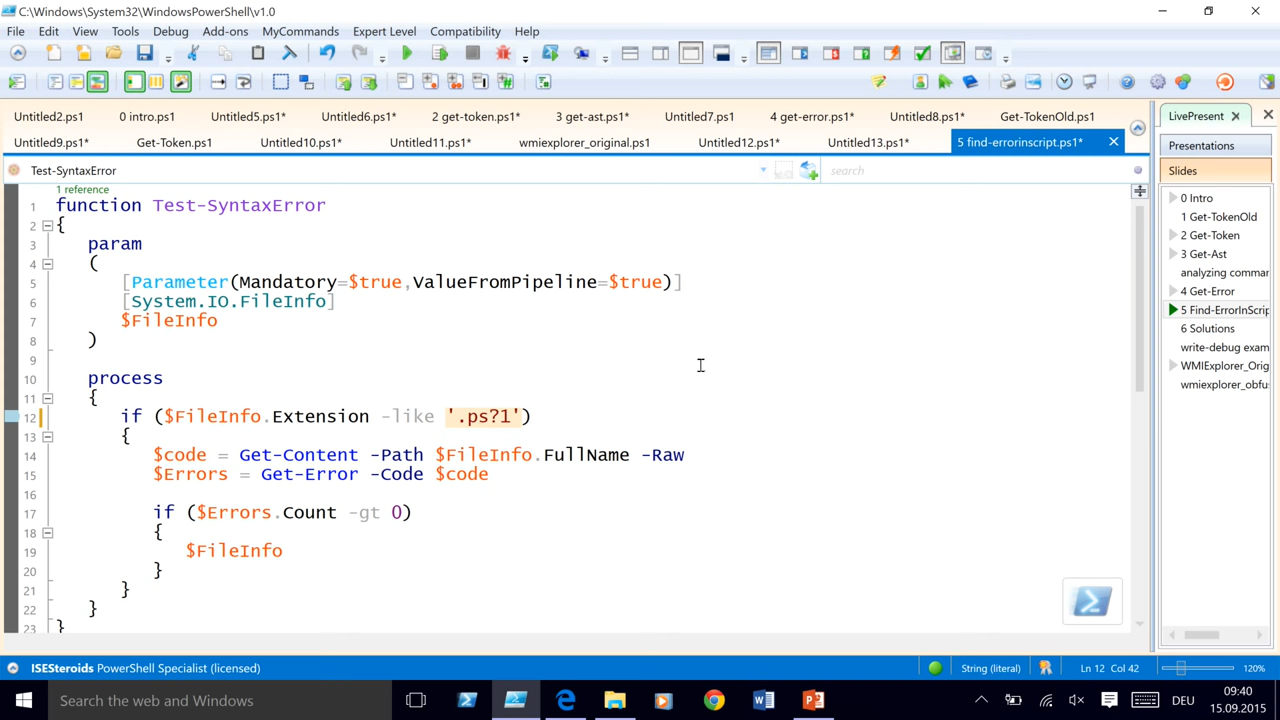 C:\Windows\System32\WindowsPowerShell\v1.0
File Edit View Tools Debug Add-ons MyCommands Expert Level Compatibility Help
Untitled2.ps1 0 intro.ps1 Untitled5.ps1* Untitled6.ps1* 2 get-token.ps1* 3 get-ast.ps1* Untitled7.ps1 4 get-error.ps1* Untitled8.ps1* Get-TokenOld.ps1
Untitled9.ps1* Get-Token.ps1 Untitled10.ps1* Untitled11.ps1* wmiexplorer_original.ps1 Untitled12.ps1* Untitled13.ps1* 5 find-errorinscript.ps1*
Test-SyntaxError search
1 reference
1 function Test-SyntaxError
2 {
3 param
4 (
5 [Parameter(Mandatory=$true,ValueFromPipeline=$true)]
6 [System.IO.FileInfo]
7 $FileInfo
8 )
9
10 process
11 {
12 if ($FileInfo.Extension -like '.ps?1')
13 {
14 $code = Get-Content -Path $FileInfo.FullName -Raw
15 $Errors = Get-Error -Code $code
16
17 if ($Errors.Count -gt 0)
18 {
19 $FileInfo
20 }
21 }
22 }
23 }
LivePresent
Presentations
Slides
0 Intro
1 Get-TokenOld
2 Get-Token
3 Get-Ast
analyzing comma
4 Get-Error
5 Find-ErrorInScrip
6 Solutions
write-debug exam
WMIExplorer_Orig
wmiexplorer_obfu
ISESteroids PowerShell Specialist (licensed) String (literal) Ln 12 Col 42 120%
Search the web and Windows
DEU
09:40
15.09.2015